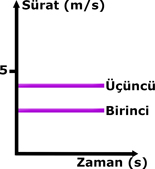 Sürat (m/s)
5
Üçüncü
Birinci
Zaman (s)